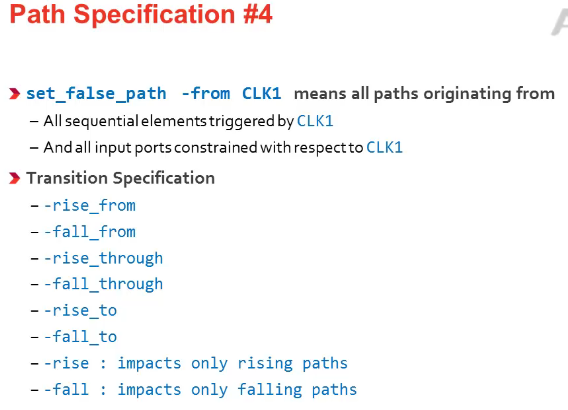 Path Specification #4
set_false_path -from CLK1 means all paths originating from
– All sequential elements triggered by CLK1
– And all input ports constrained with respect to CLK1
Transition Specification
– -rise_from
– -fall_from
– -rise_through
– -fall_through
– -rise_to
– -fall_to
– -rise : impacts only rising paths
– -fall : impacts only falling paths